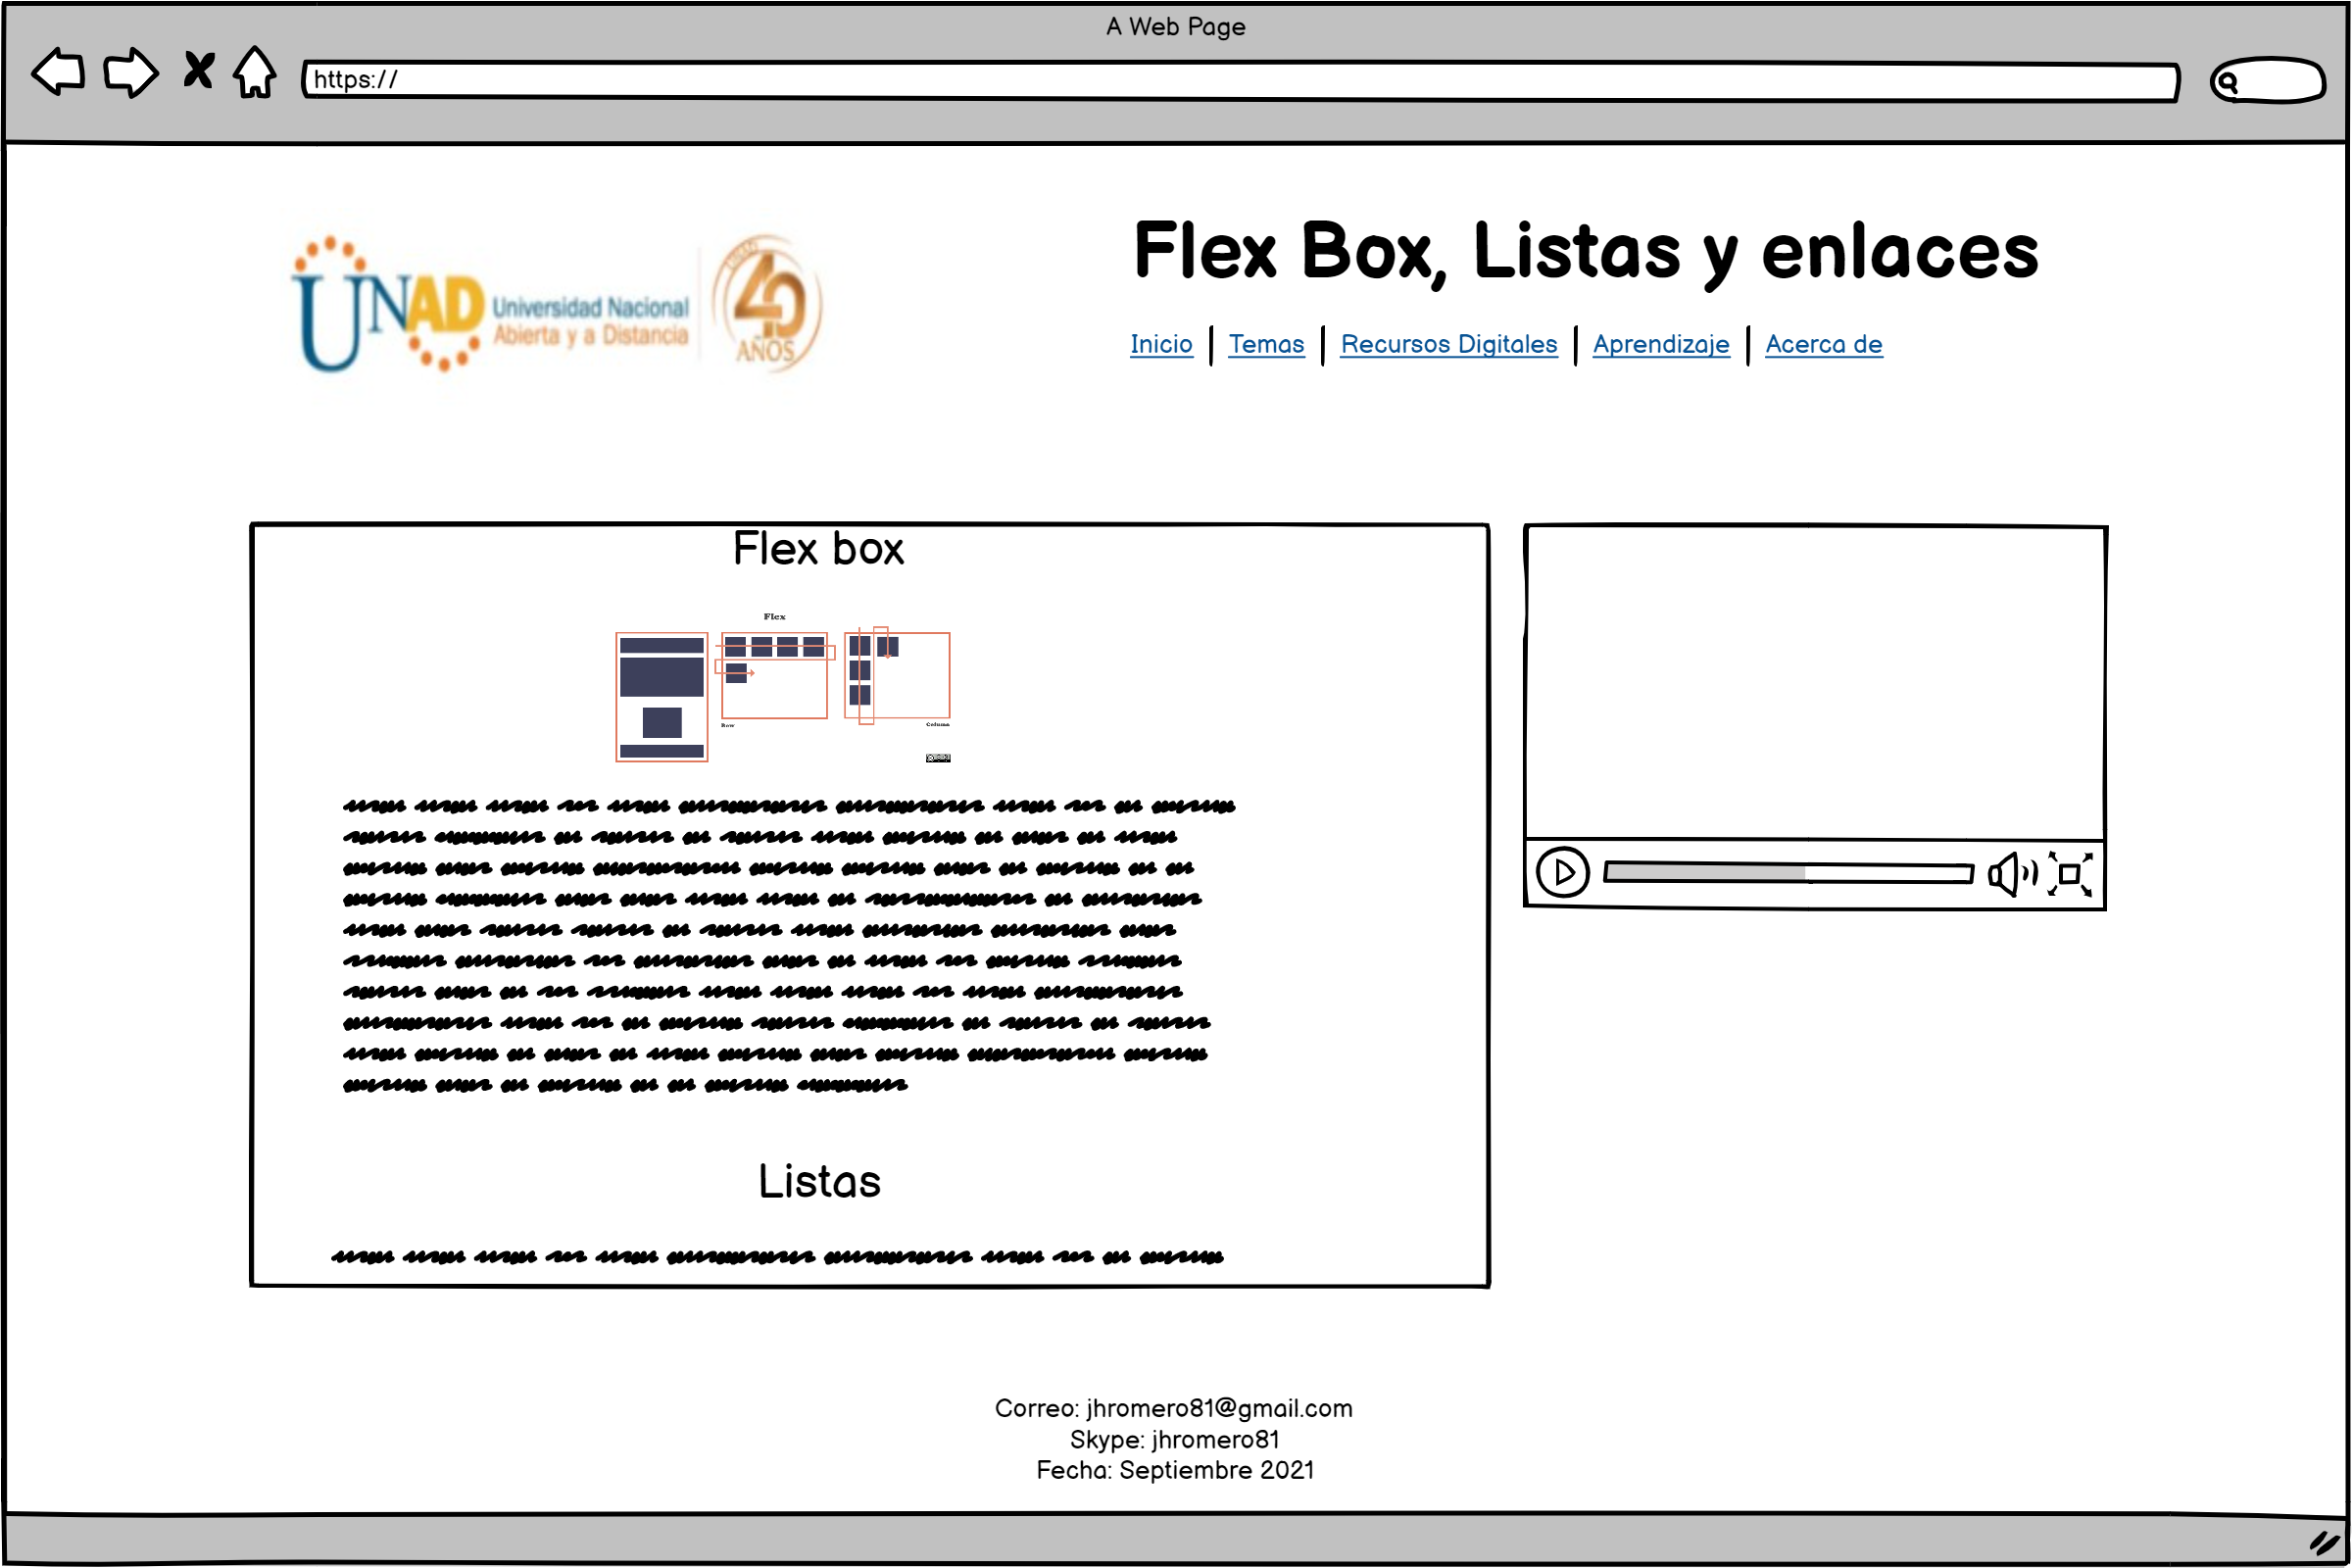 A Web Page
https://
UNAD Universidad Nacional
Abierta y a Distancia
40
AÑOS
Flex Box, Listas y enlaces
Inicio | Temas | Recursos Digitales | Aprendizaje | Acerca de
Flex box
Flex
Row
Column
Listas
Correo: jhromero81@gmail.com
Skype: jhromero81
Fecha: Septiembre 2021